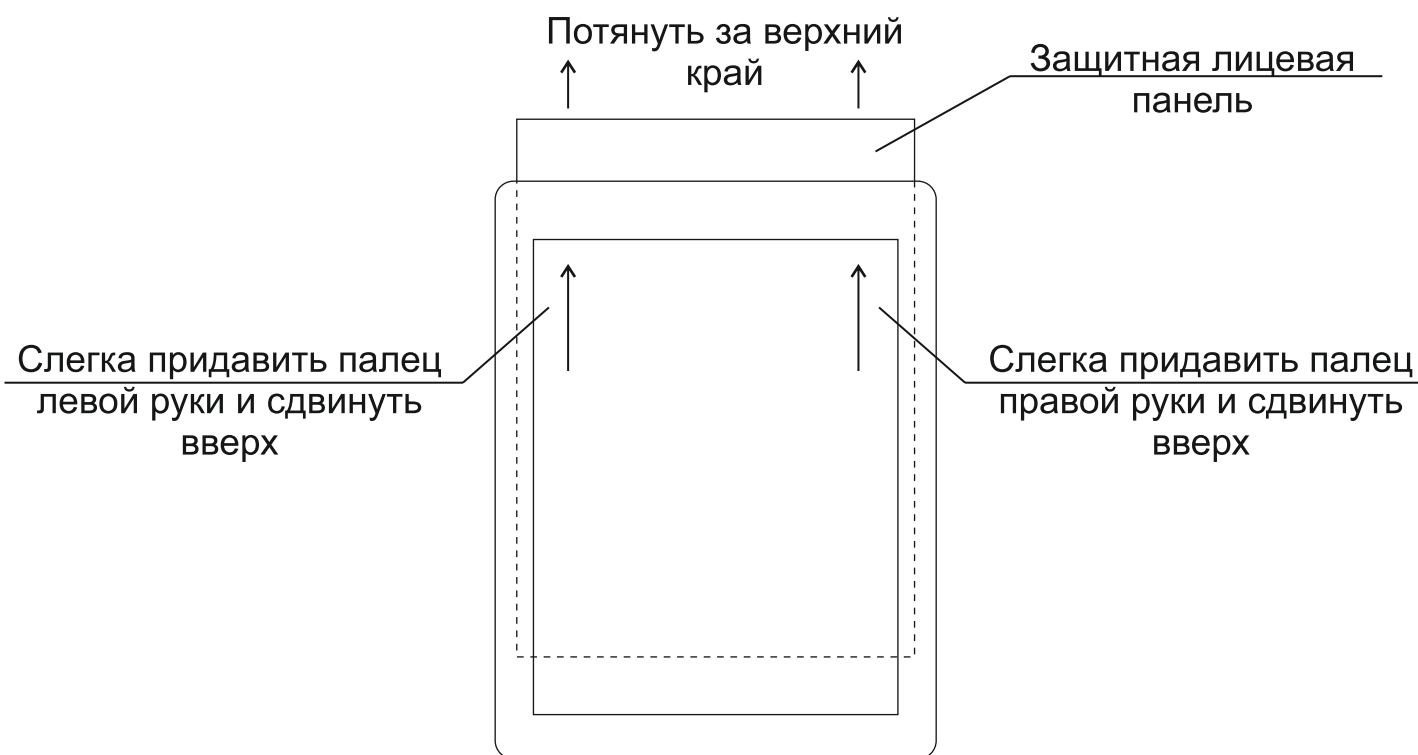 Потянуть за верхний
край
Защитная лицевая
панель
Слегка придавить палец
левой руки и сдвинуть
вверх
Слегка придавить палец
правой руки и сдвинуть
вверх